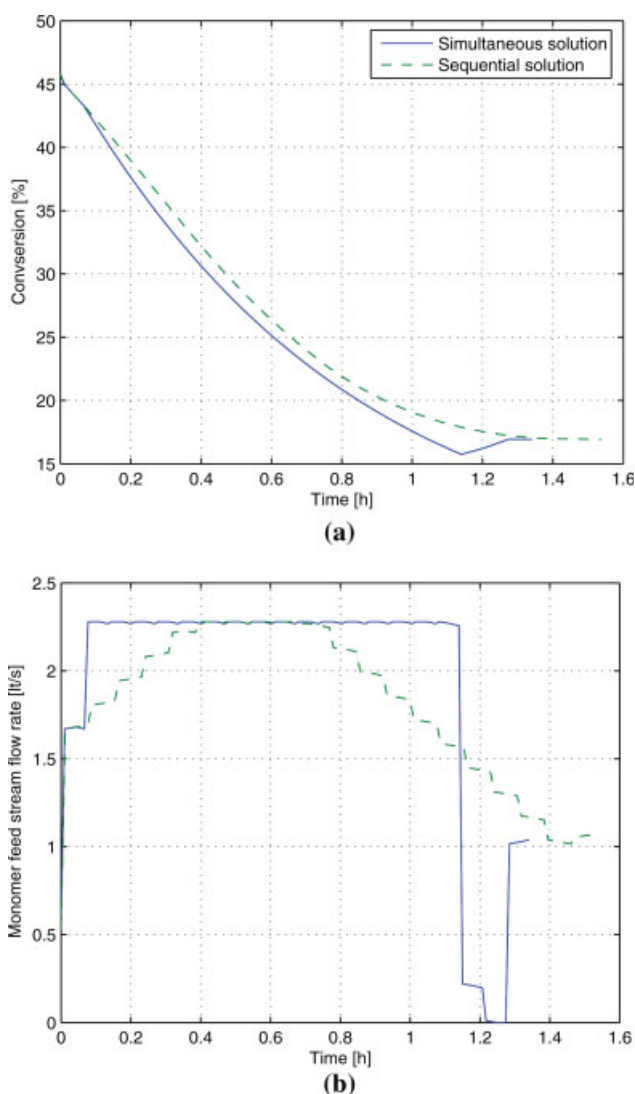 50
45
40
35
30
25
20
15
Convsersion [%]
Simultaneous solution
Sequential solution
0 0.2 0.4 0.6 0.8 1 1.2 1.4 1.6
Time [h]
(a)
2.5
2
1.5
1
0.5
0
Monomer feed stream flow rate [lt/s]
0 0.2 0.4 0.6 0.8 1 1.2 1.4 1.6
Time [h]
(b)